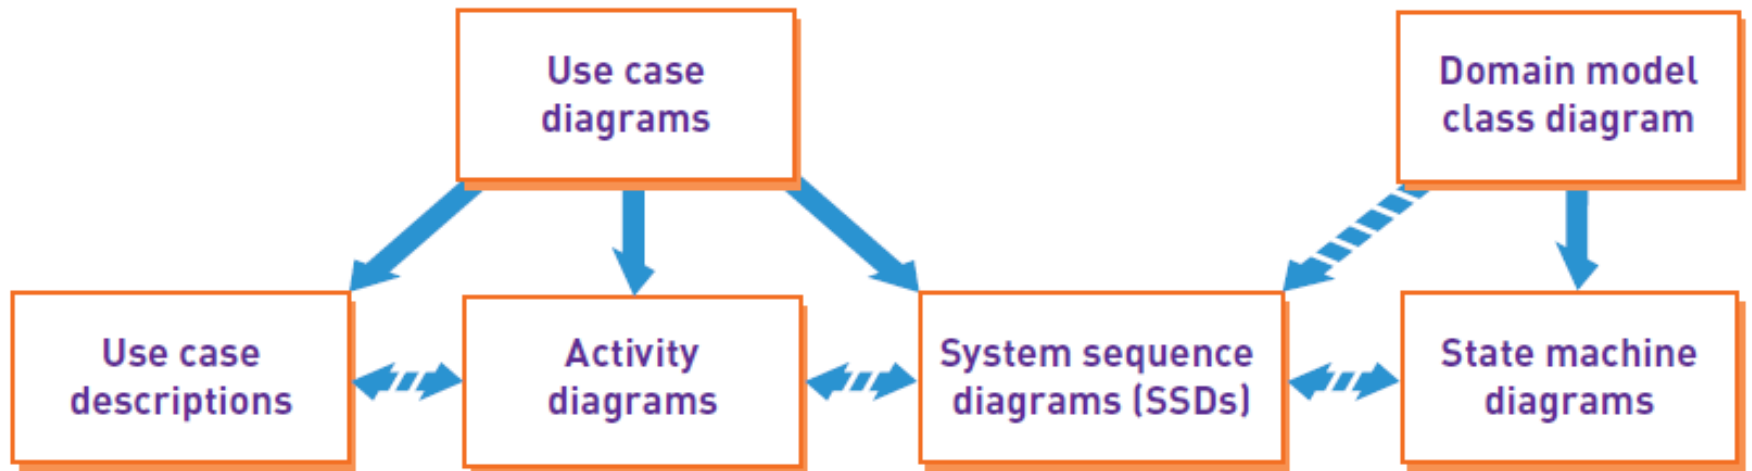 Use case
diagrams
Domain model
class diagram
Use case
descriptions
Activity
diagrams
System sequence
diagrams (SSDs)
State machine
diagrams